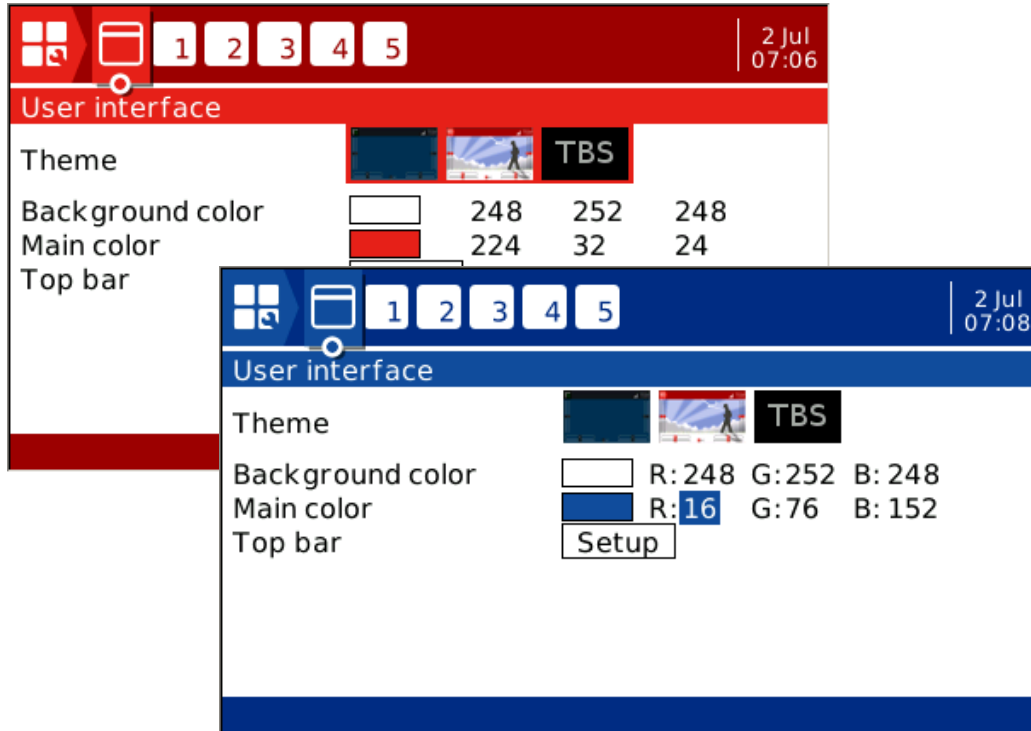 1 2 3 4 5 2 Jul
07:06
User interface
Theme TBS
Background color 248 252 248
Main color 224 32 24
Top bar
1 2 3 4 5 2 Jul
07:08
User interface
Theme TBS
Background color R: 248 G: 252 B: 248
Main color R: 16 G: 76 B: 152
Top bar Setup